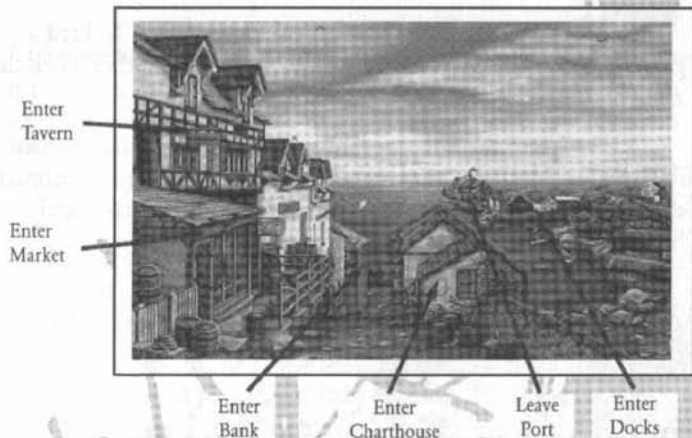 Enter
Tavern
Enter
Market
Enter
Bank
Enter
Charthouse
Leave
Port
Enter
Docks